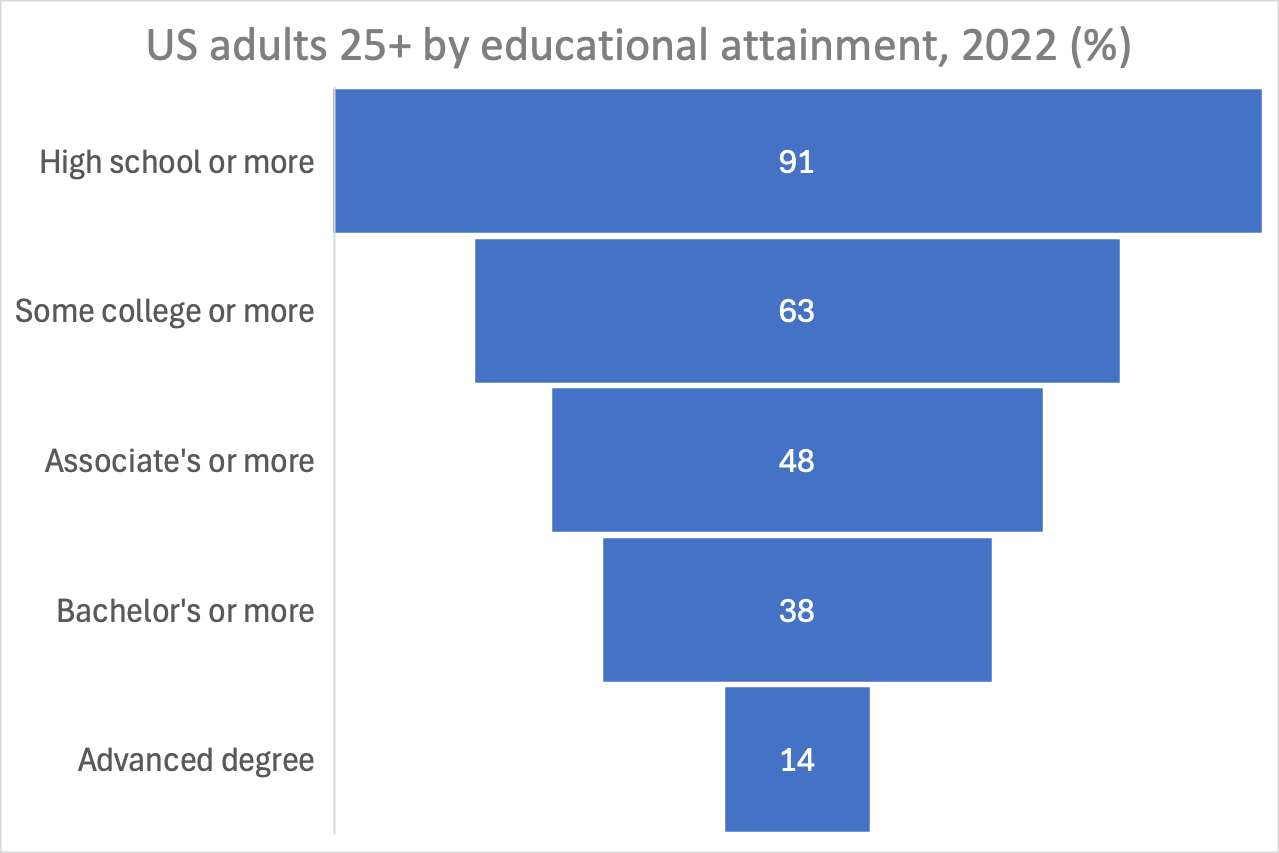 US adults 25+ by educational attainment, 2022 (%)
High school or more 91
Some college or more 63
Associate's or more 48
Bachelor's or more 38
Advanced degree 14